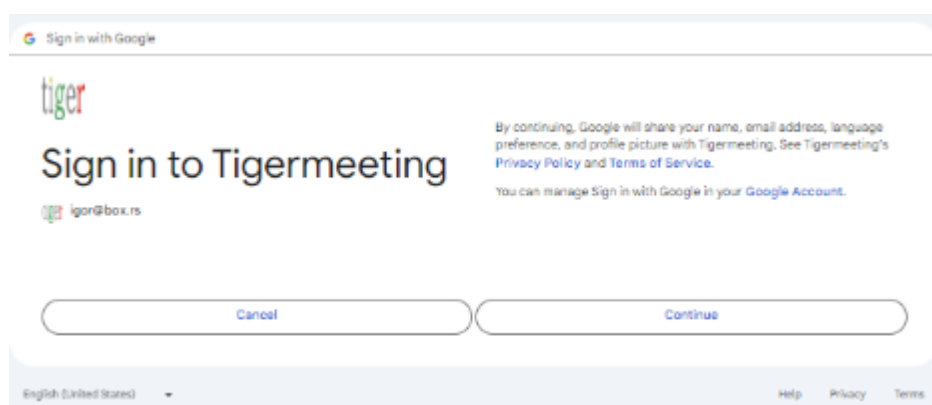 Sign in with Google
tiger
Sign in to Tigermeeting
igor@box.rs
By continuing, Google will share your name, email address, language
preference, and profile picture with Tigermeeting. See Tigermeeting's
Privacy Policy and Terms of Service.
You can manage Sign in with Google in your Google Account.
Cancel
Continue
English (United States)
Help Privacy Terms